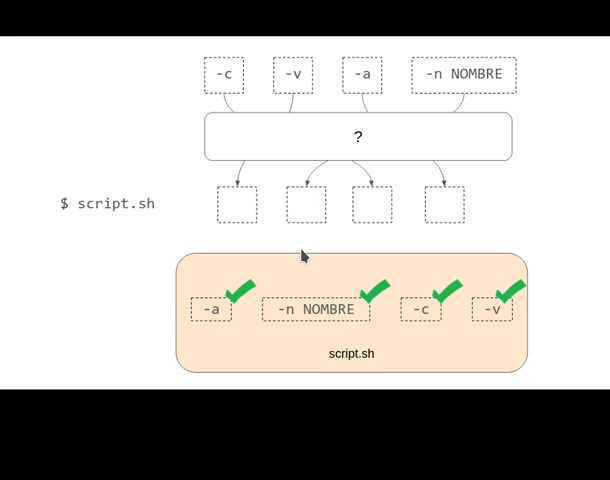 -c -v -a -n NOMBRE
?
$ script.sh
-a -n NOMBRE -c -v
script.sh